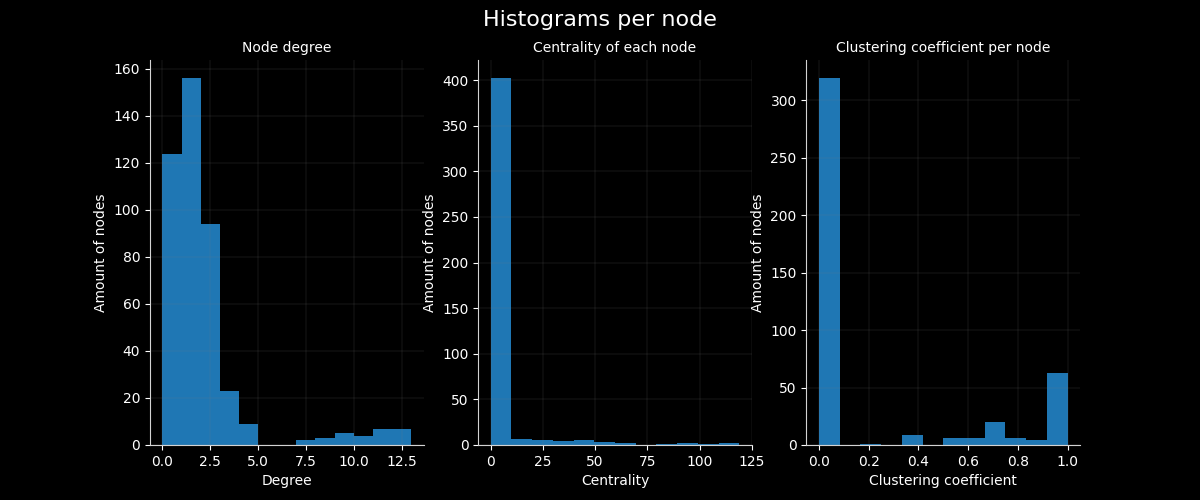 Histograms per node
Node degree
Centrality of each node
Clustering coefficient per node
160
140
120
100
80
60
40
20
0
Amount of nodes
0.0 2.5 5.0 7.5 10.0 12.5
Degree
400
350
300
250
200
150
100
50
0
Amount of nodes
0 25 50 75 100 125
Centrality
300
250
200
150
100
50
0
Amount of nodes
0.0 0.2 0.4 0.6 0.8 1.0
Clustering coefficient